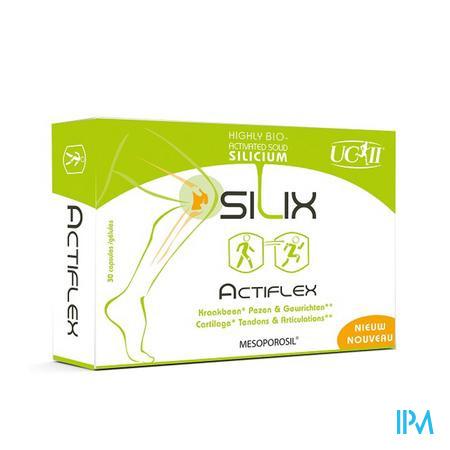 HIGHLY BIO-
ACTIVATED SOLID
SILICIUM
UC II
SILIX
ACTIFLEX
Kraakbeen* Pezen & Gewrichten**
Cartilage* Tendons & Articulations**
MESOPOROSIL®
NIEUW
NOUVEAU
ACTIFLEX
30 capsules /gélules
IPM